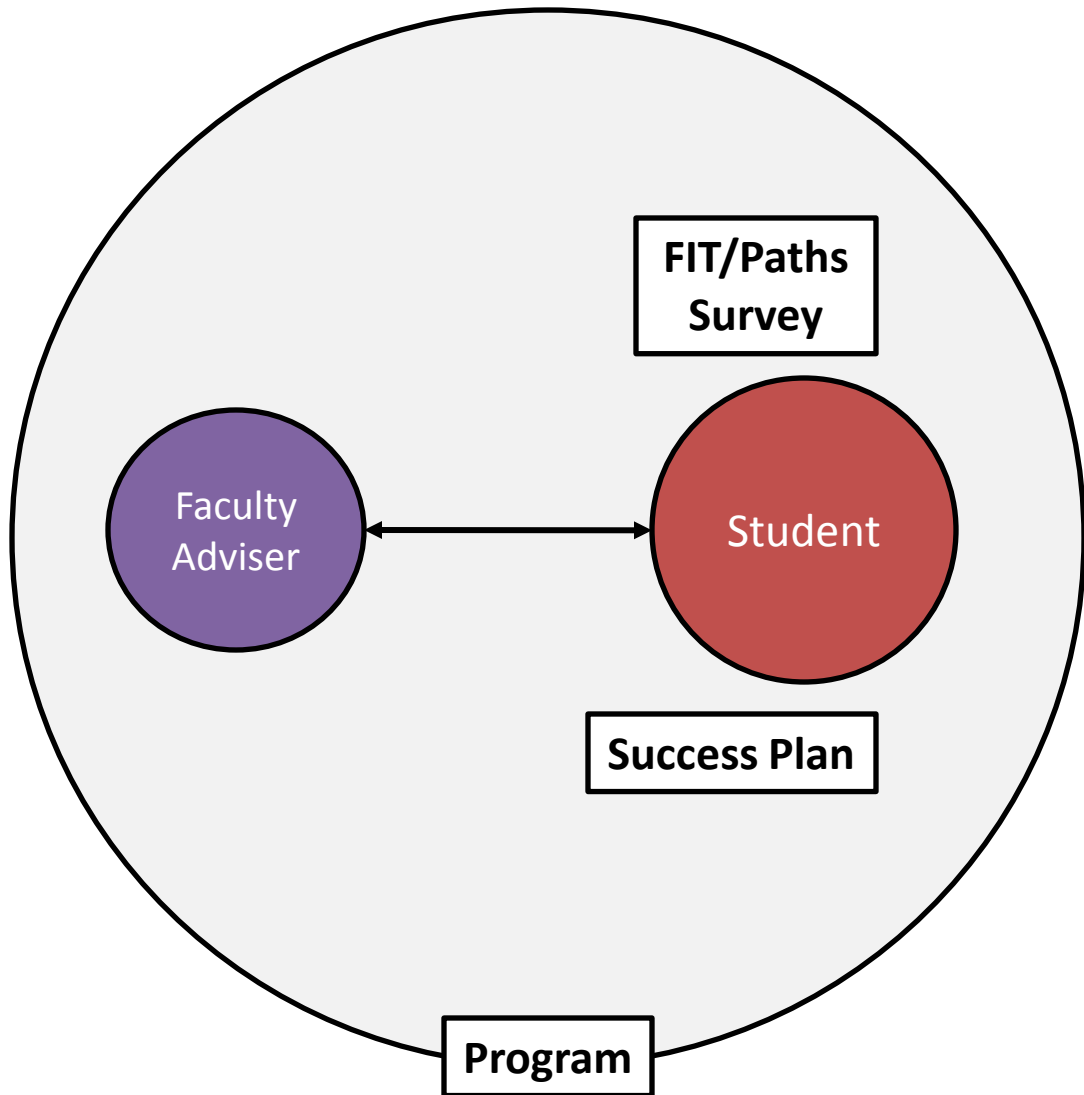 FIT/Paths
Survey
Faculty
Adviser
Student
Success Plan
Program